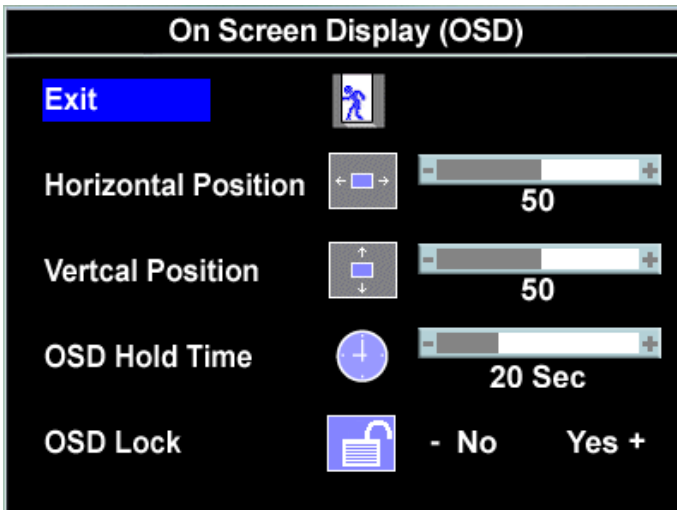 On Screen Display (OSD)
Exit
Horizontal Position - +
50
Vertcal Position - +
50
OSD Hold Time - +
20 Sec
OSD Lock - No Yes +